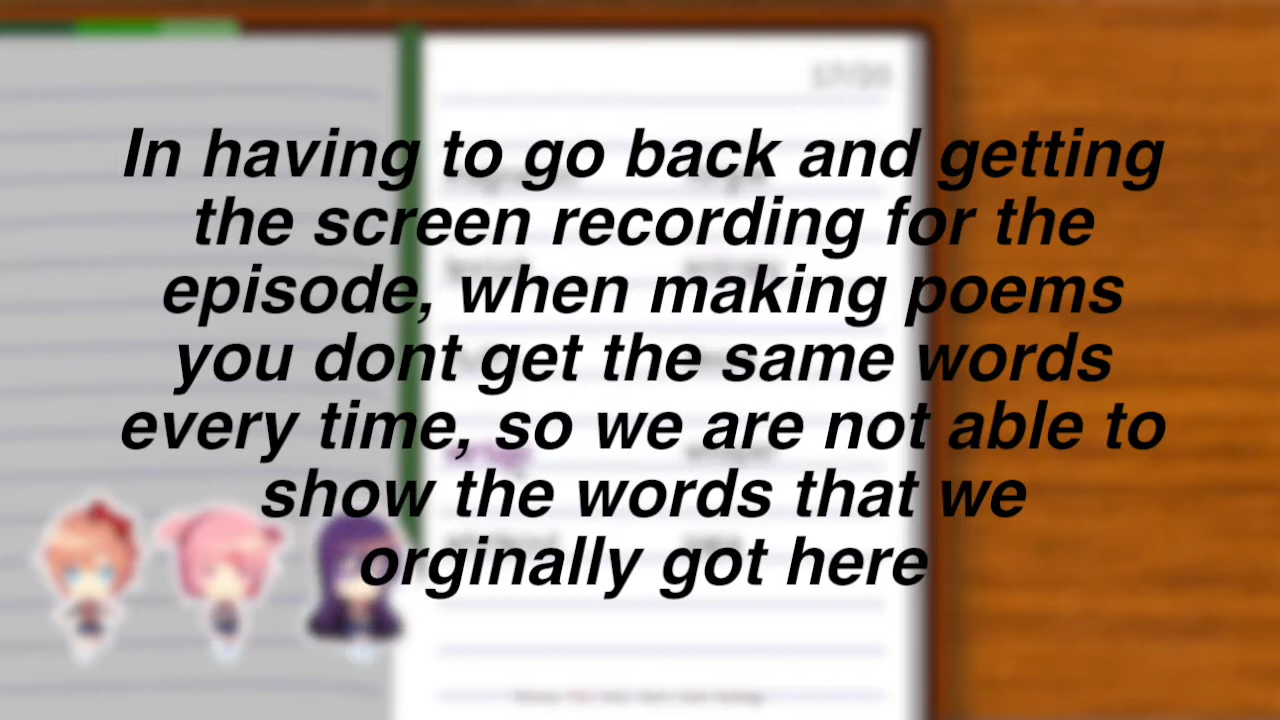 In having to go back and getting
the screen recording for the
episode, when making poems
you dont get the same words
every time, so we are not able to
show the words that we
orginally got here